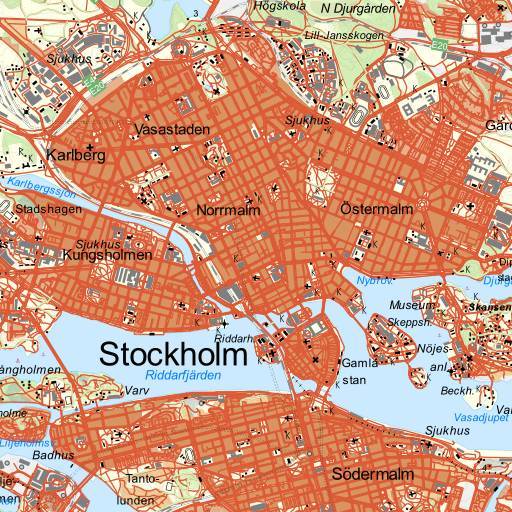 Högskola
N Djurgården
Lill-Jansskogen
E20
Sjukhus
E20
Sjukhus
Vasastaden
Karlberg
Karlbergssjön
Stadshagen
Norrmalm
Östermalm
Sjukhus
Kungsholmen
Nybrov.
Museum
Skeppsh.
Skansen
Riddarh.
Stockholm
Riddarfjärden
Gamla
stan
Nöjes
anl
Beckh.
Varv
Vasadjupet
Sjukhus
Badhus
Tanto-
lunden
Södermalm